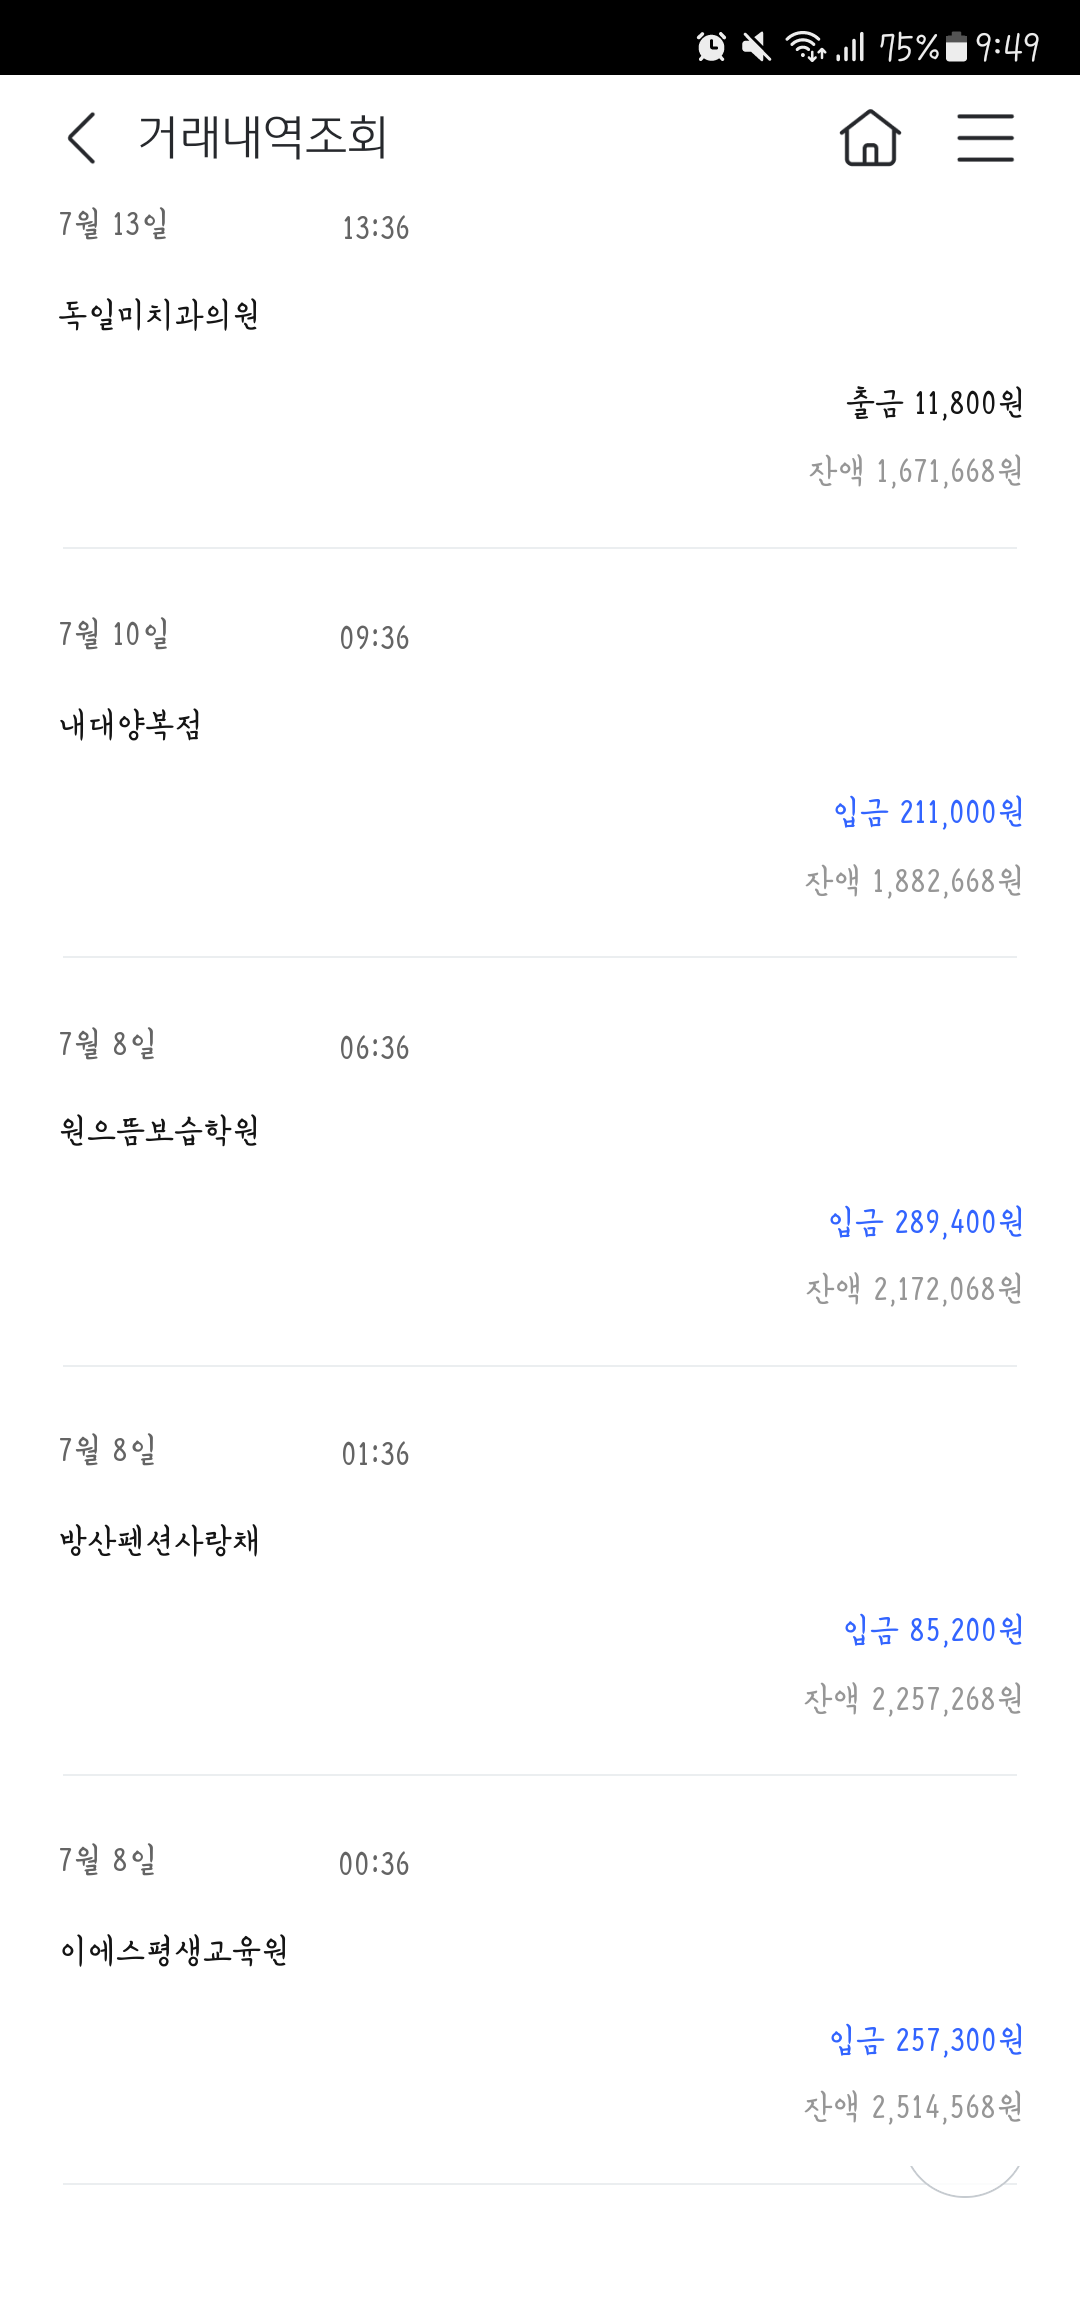 75% 9:49
거래내역조회
7월 13일 13:36
독일미치과의원
출금 11,800원
잔액 1,671,668원
7월 10일 09:36
내대양복점
입금 211,000원
잔액 1,882,668원
7월 8일 06:36
원으뜸보습학원
입금 289,400원
잔액 2,172,068원
7월 8일 01:36
방산펜션사랑채
입금 85,200원
잔액 2,257,268원
7월 8일 00:36
이에스평생교육원
입금 257,300원
잔액 2,514,568원